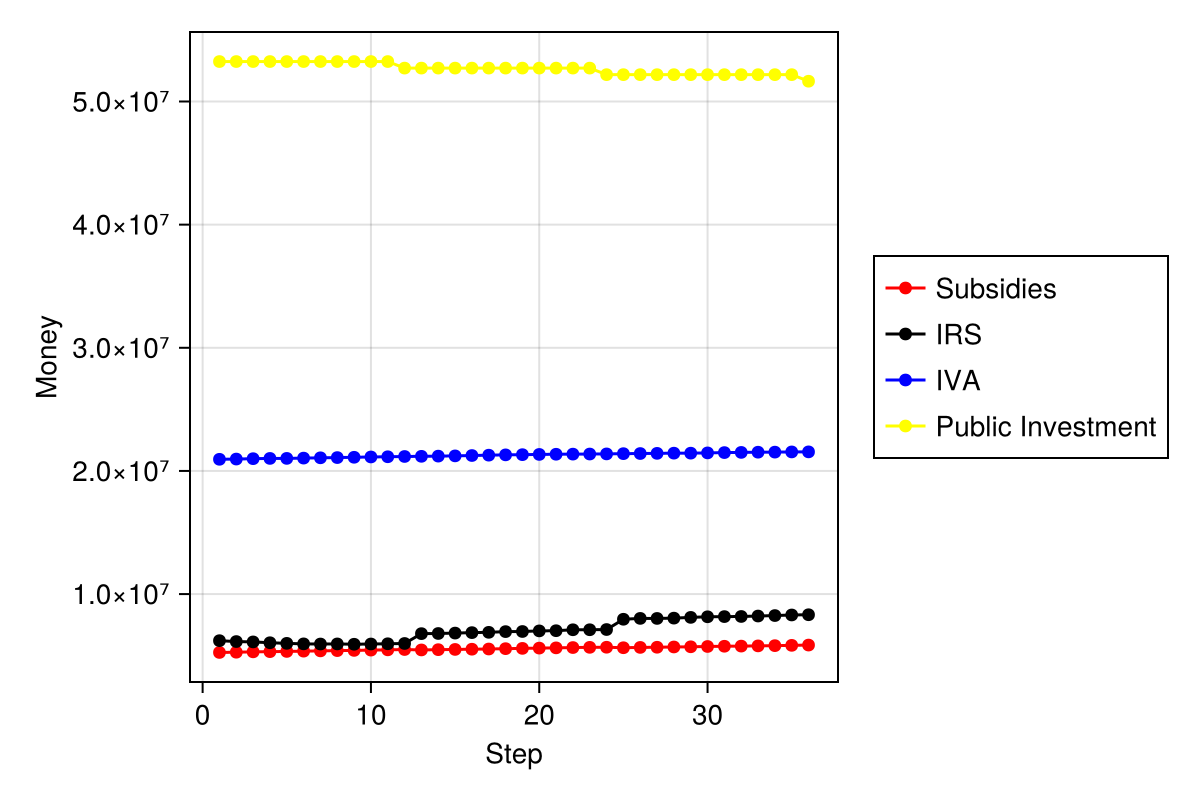 5.0×10⁷
4.0×10⁷
3.0×10⁷
2.0×10⁷
1.0×10⁷
Money
0 10 20 30
Step
Subsidies
IRS
IVA
Public Investment